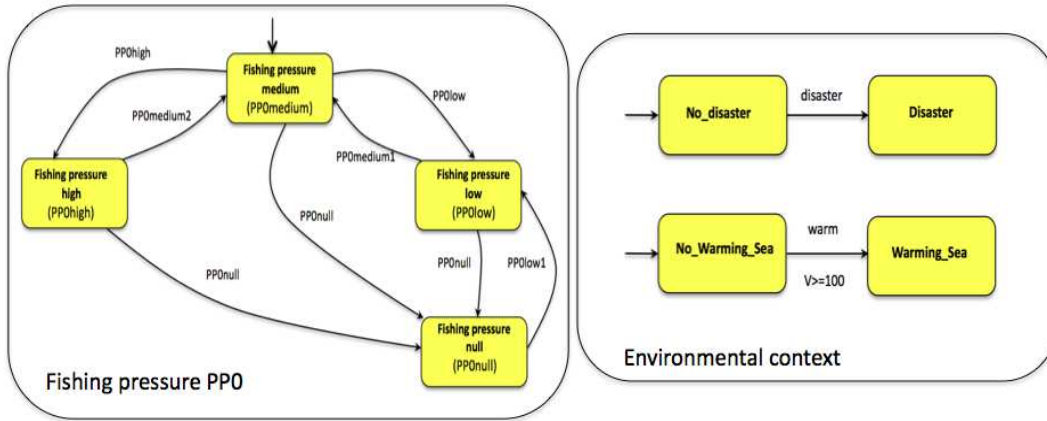 PP0high
Fishing pressure
medium
(PP0medium)
PP0low
PP0medium2
PP0medium1
Fishing pressure
high
(PP0high)
Fishing pressure
low
(PP0low)
PP0null
PP0null
PP0low1
PP0null
Fishing pressure
null
(PP0null)
Fishing pressure PP0
No_disaster
disaster
Disaster
No_Warming_Sea
warm
V>=100
Warming_Sea
Environmental context